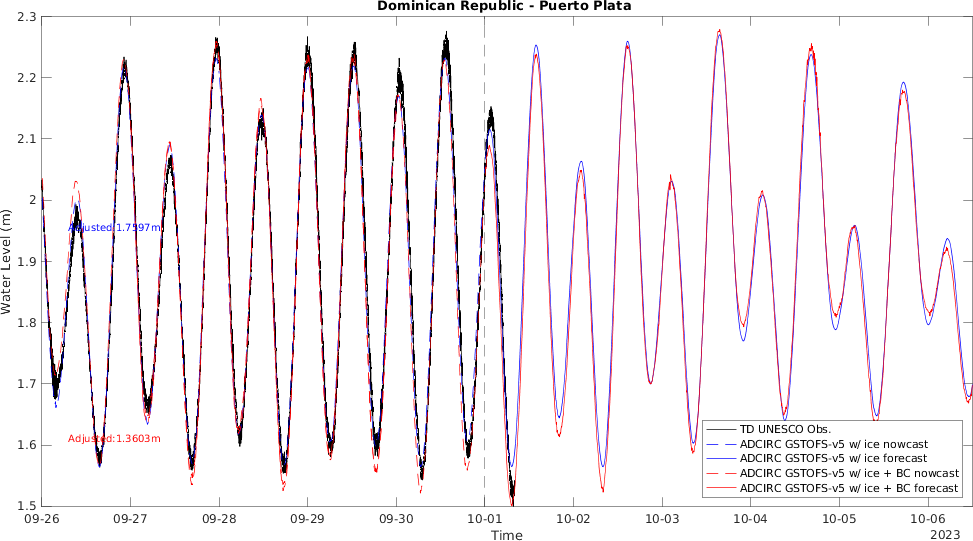 Dominican Republic - Puerto Plata
2.3
2.2
2.1
2
1.9
1.8
1.7
1.6
1.5
Water Level (m)
Adjusted:1.7597m
Adjusted:1.3603m
TD UNESCO Obs.
ADCIRC GSTOFS-v5 w/ ice nowcast
ADCIRC GSTOFS-v5 w/ ice forecast
ADCIRC GSTOFS-v5 w/ ice + BC nowcast
ADCIRC GSTOFS-v5 w/ ice + BC forecast
09-26 09-27 09-28 09-29 09-30 10-01 10-02 10-03 10-04 10-05 10-06
Time
2023